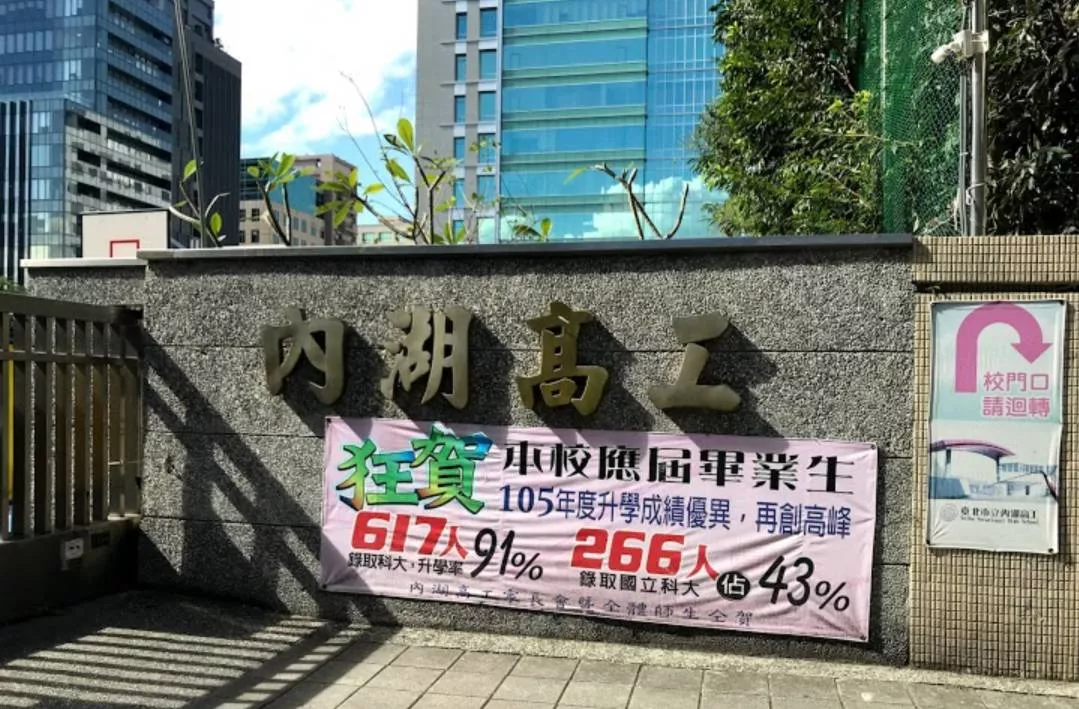 內湖高工
狂賀 本校應屆畢業生
105年度升學成績優異，再創高峰
617人 91% 266人 佔 43%
錄取科大，升學率 錄取國立科大
內湖高工家長會暨全體師生仝賀
校門口
請迴轉
臺北市立內湖高工